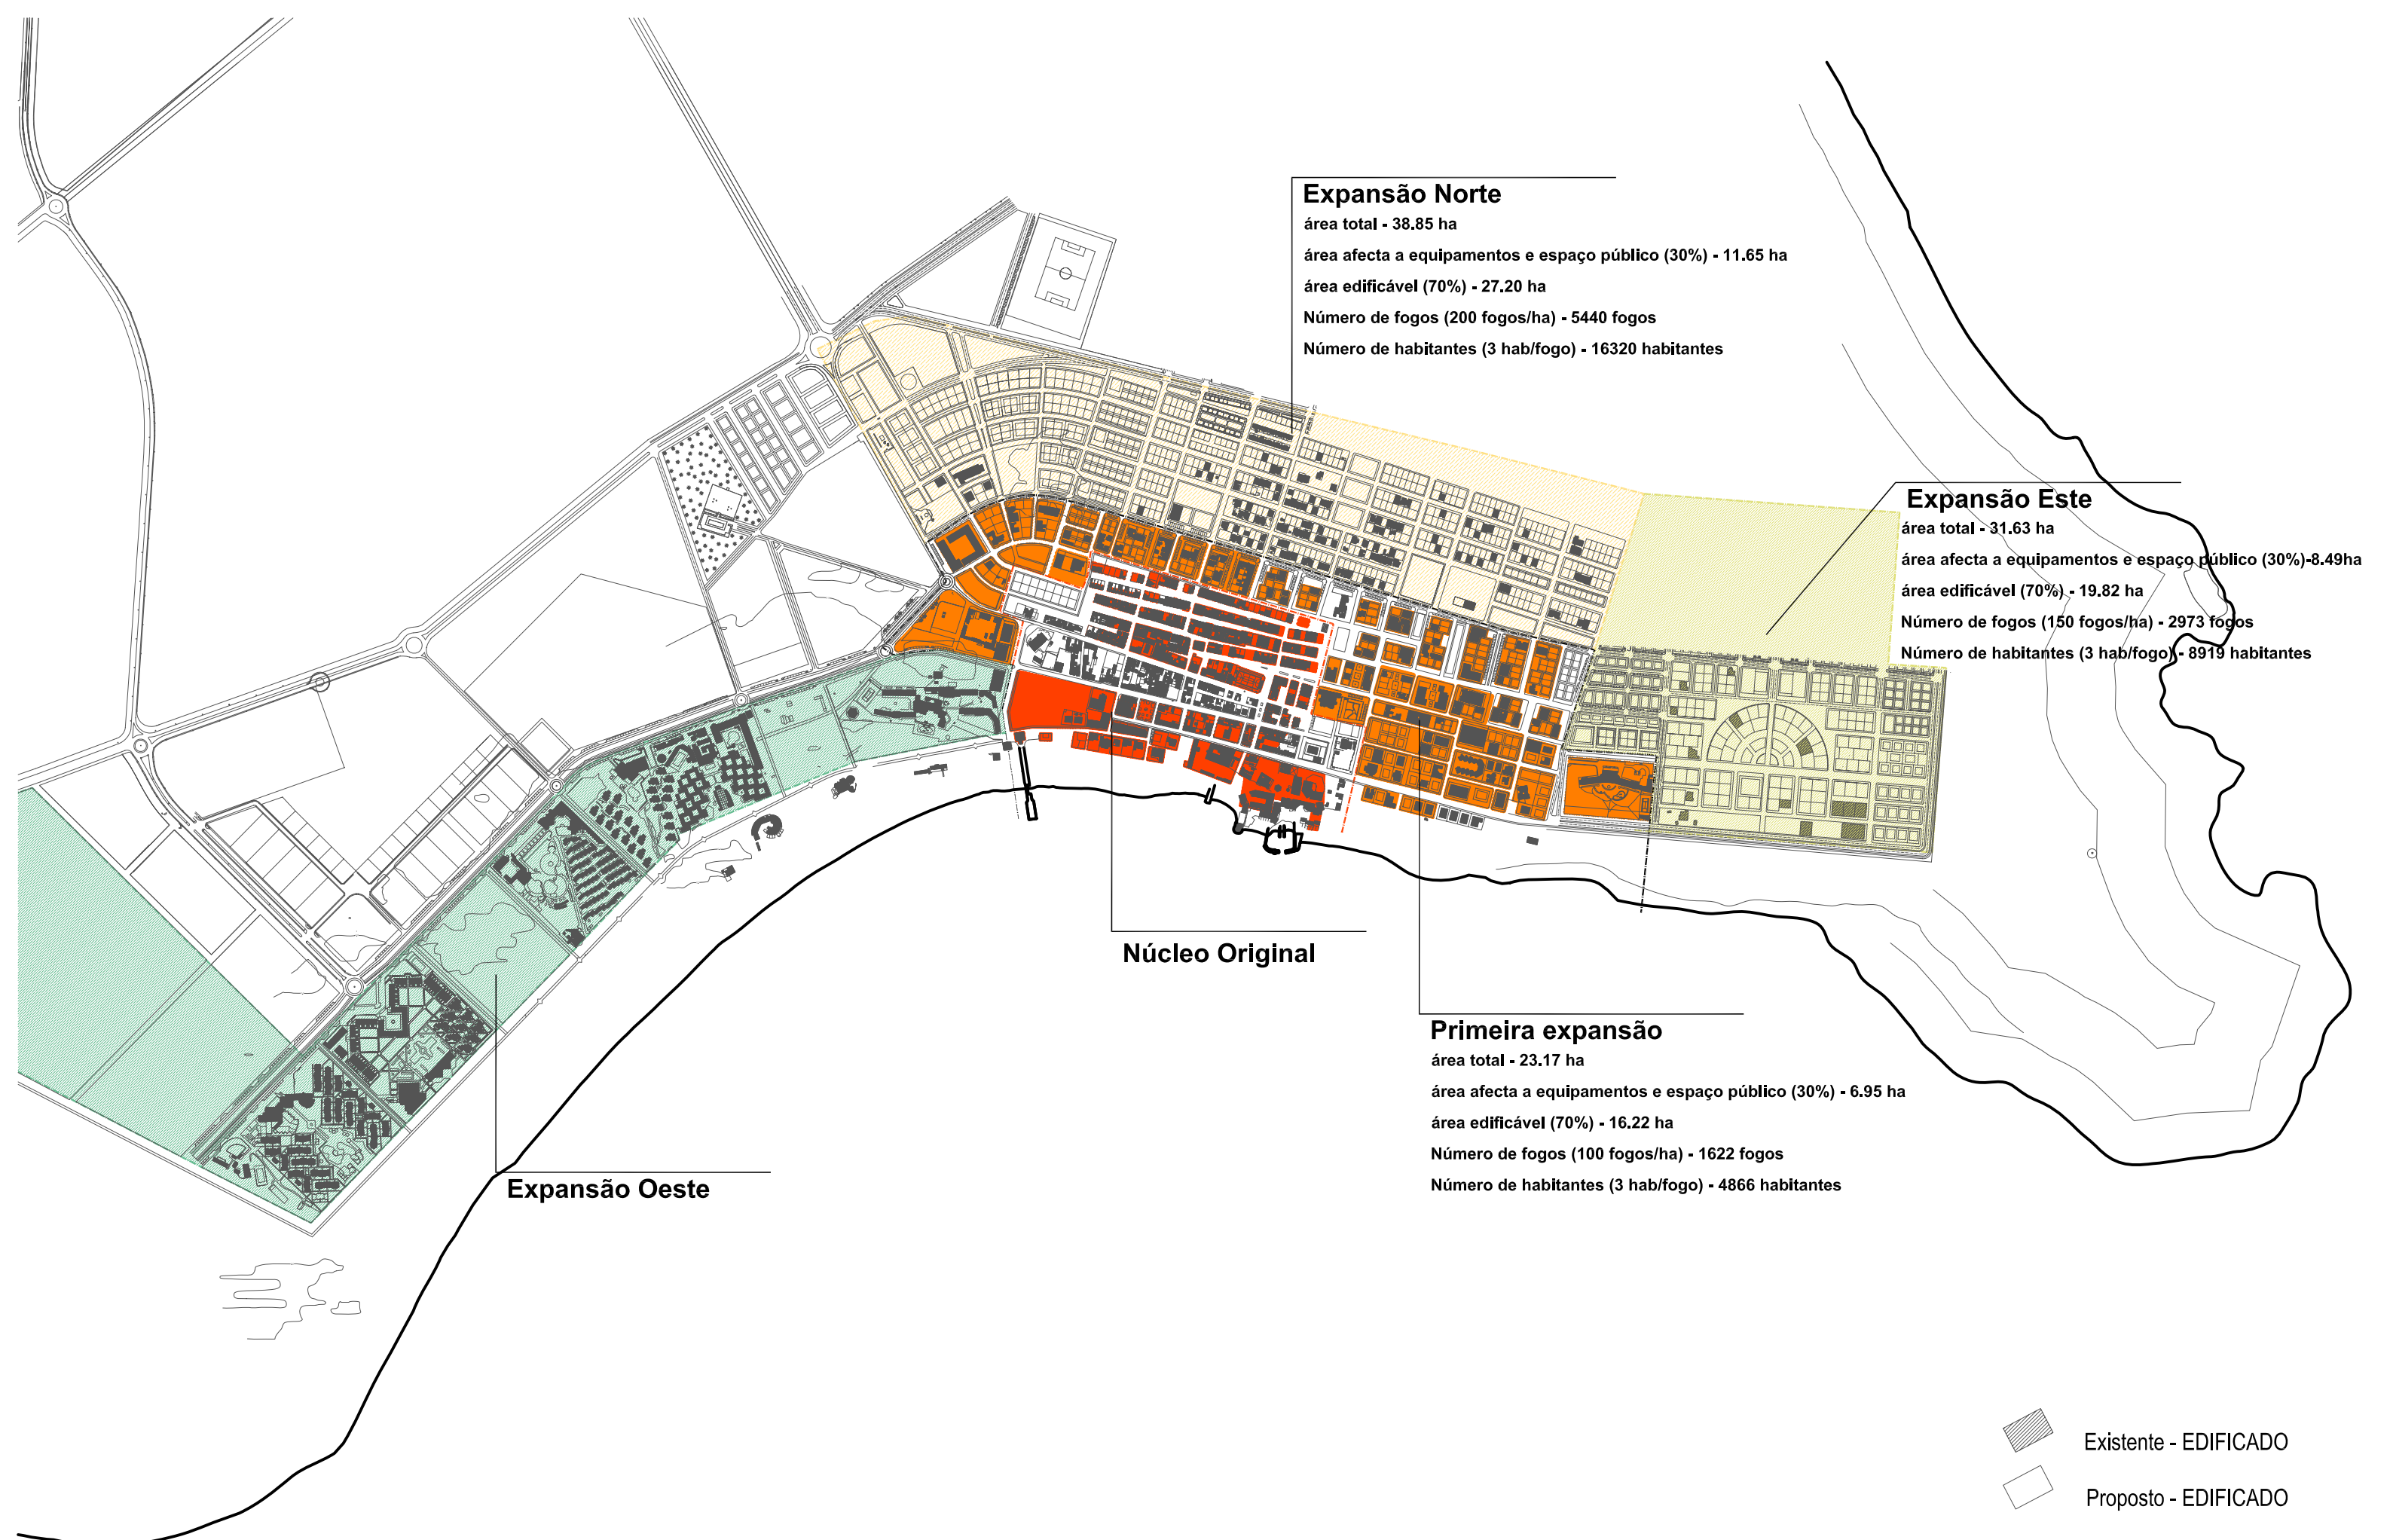 Expansão Norte
área total - 38.85 ha
área afecta a equipamentos e espaço público (30%) - 11.65 ha
área edificável (70%) - 27.20 ha
Número de fogos (200 fogos/ha) - 5440 fogos
Número de habitantes (3 hab/fogo) - 16320 habitantes
Expansão Este
área total - 31.63 ha
área afecta a equipamentos e espaço público (30%)-8.49ha
área edificável (70%) - 19.82 ha
Número de fogos (150 fogos/ha) - 2973 fogos
Número de habitantes (3 hab/fogo) - 8919 habitantes
Núcleo Original
Primeira expansão
área total - 23.17 ha
área afecta a equipamentos e espaço público (30%) - 6.95 ha
área edificável (70%) - 16.22 ha
Número de fogos (100 fogos/ha) - 1622 fogos
Número de habitantes (3 hab/fogo) - 4866 habitantes
Expansão Oeste
Existente - EDIFICADO
Proposto - EDIFICADO